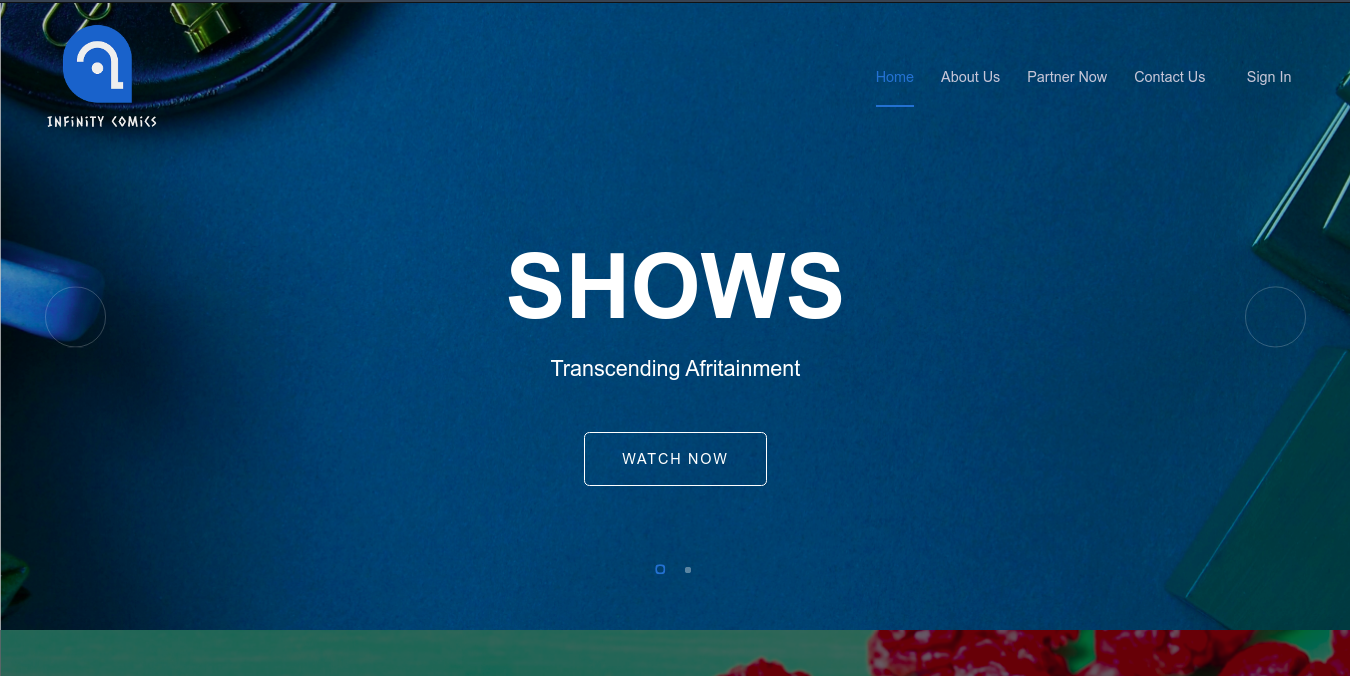 INFiNiTY COMiCS
Home About Us Partner Now Contact Us Sign In
SHOWS
Transcending Afritainment
WATCH NOW